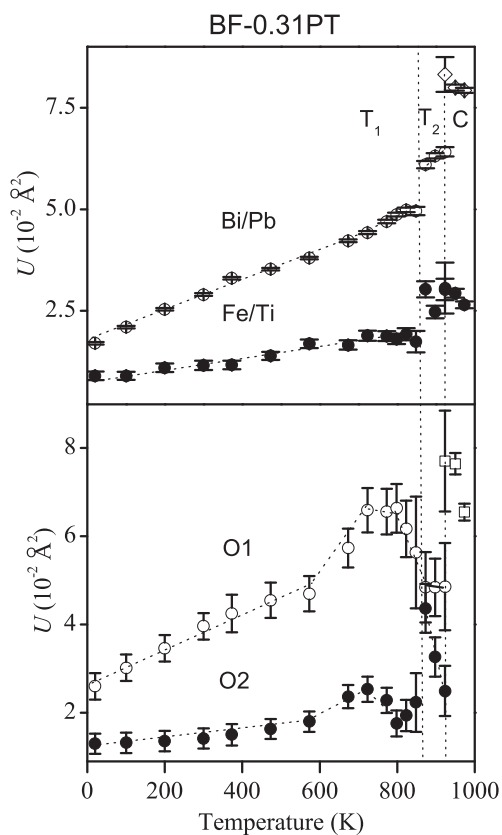 BF-0.31PT
T₁ T₂ C
7.5
5.0
2.5
U (10⁻² Å²)
Bi/Pb
Fe/Ti
8
6
4
2
U (10⁻² Å²)
O1
O2
0 200 400 600 800 1000
Temperature (K)